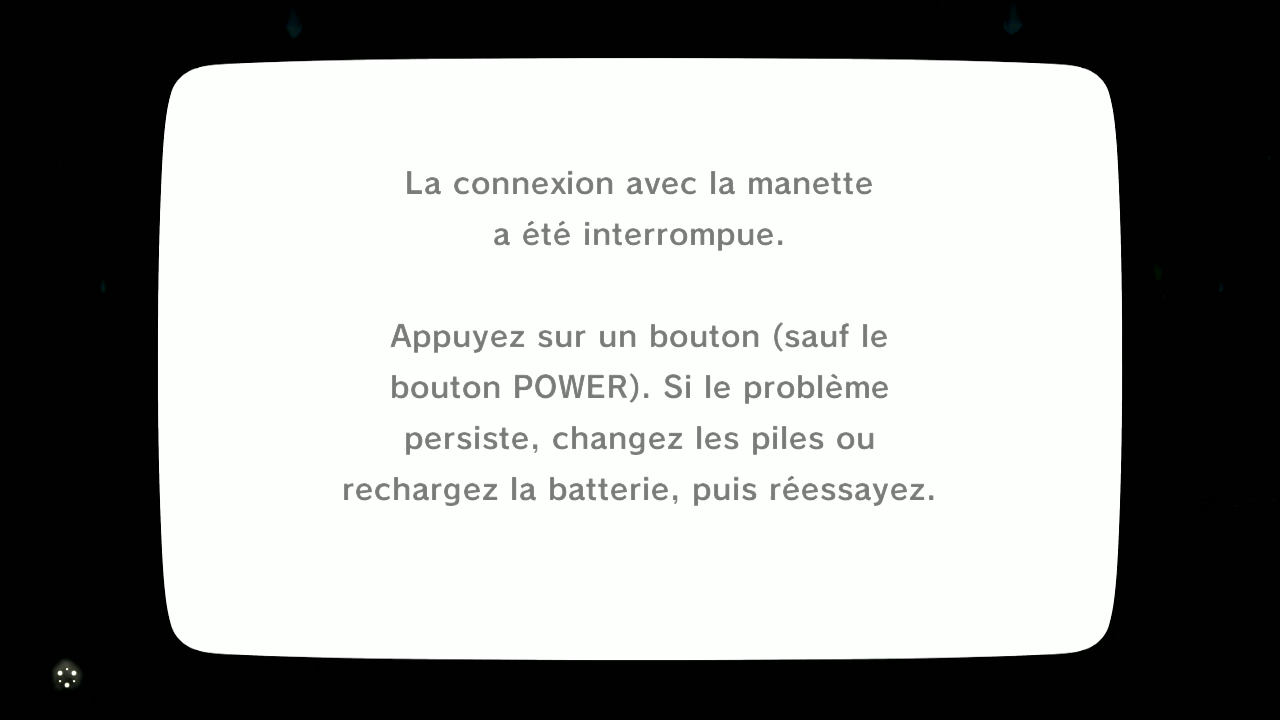 La connexion avec la manette
a été interrompue.
Appuyez sur un bouton (sauf le
bouton POWER). Si le problème
persiste, changez les piles ou
rechargez la batterie, puis réessayez.